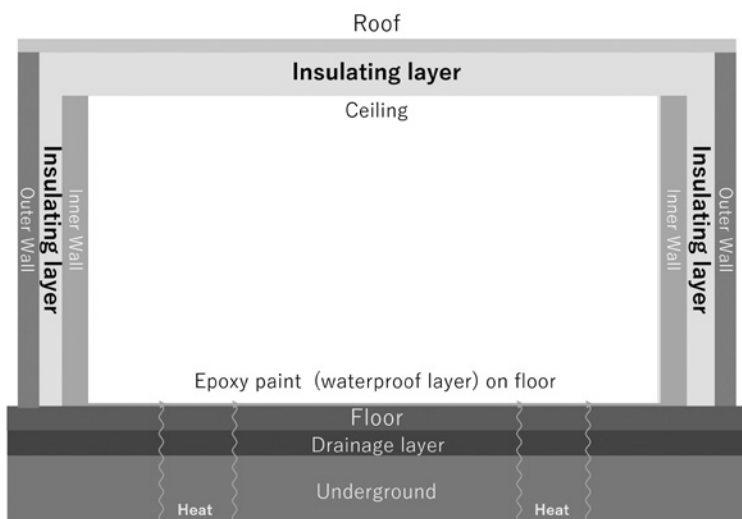 Roof
Insulating layer
Ceiling
Outer Wall
Insulating layer
Inner Wall
Inner Wall
Insulating layer
Outer Wall
Epoxy paint (waterproof layer) on floor
Floor
Drainage layer
Underground
Heat
Heat